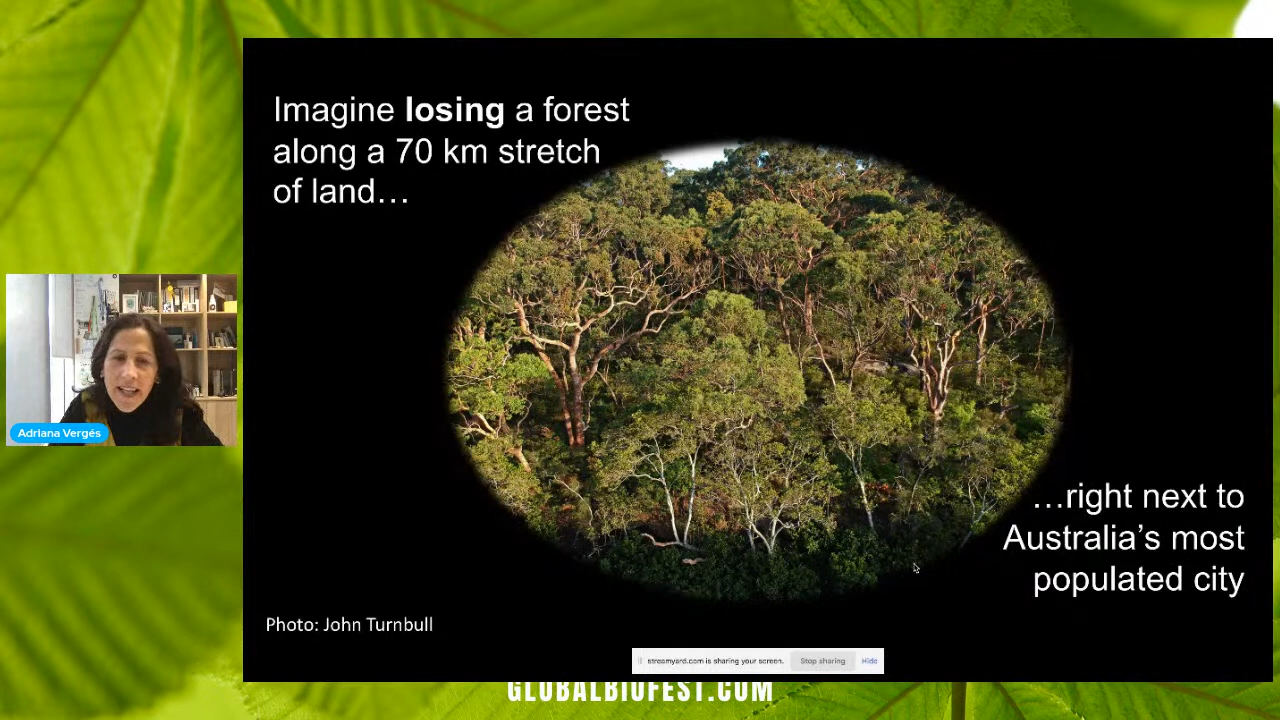 Imagine losing a forest
along a 70 km stretch
of land…
Adriana Vergés
…right next to
Australia’s most
populated city
Photo: John Turnbull
streamyard.com is sharing your screen. Stop sharing Hide
GLOBALBIOFEST.COM